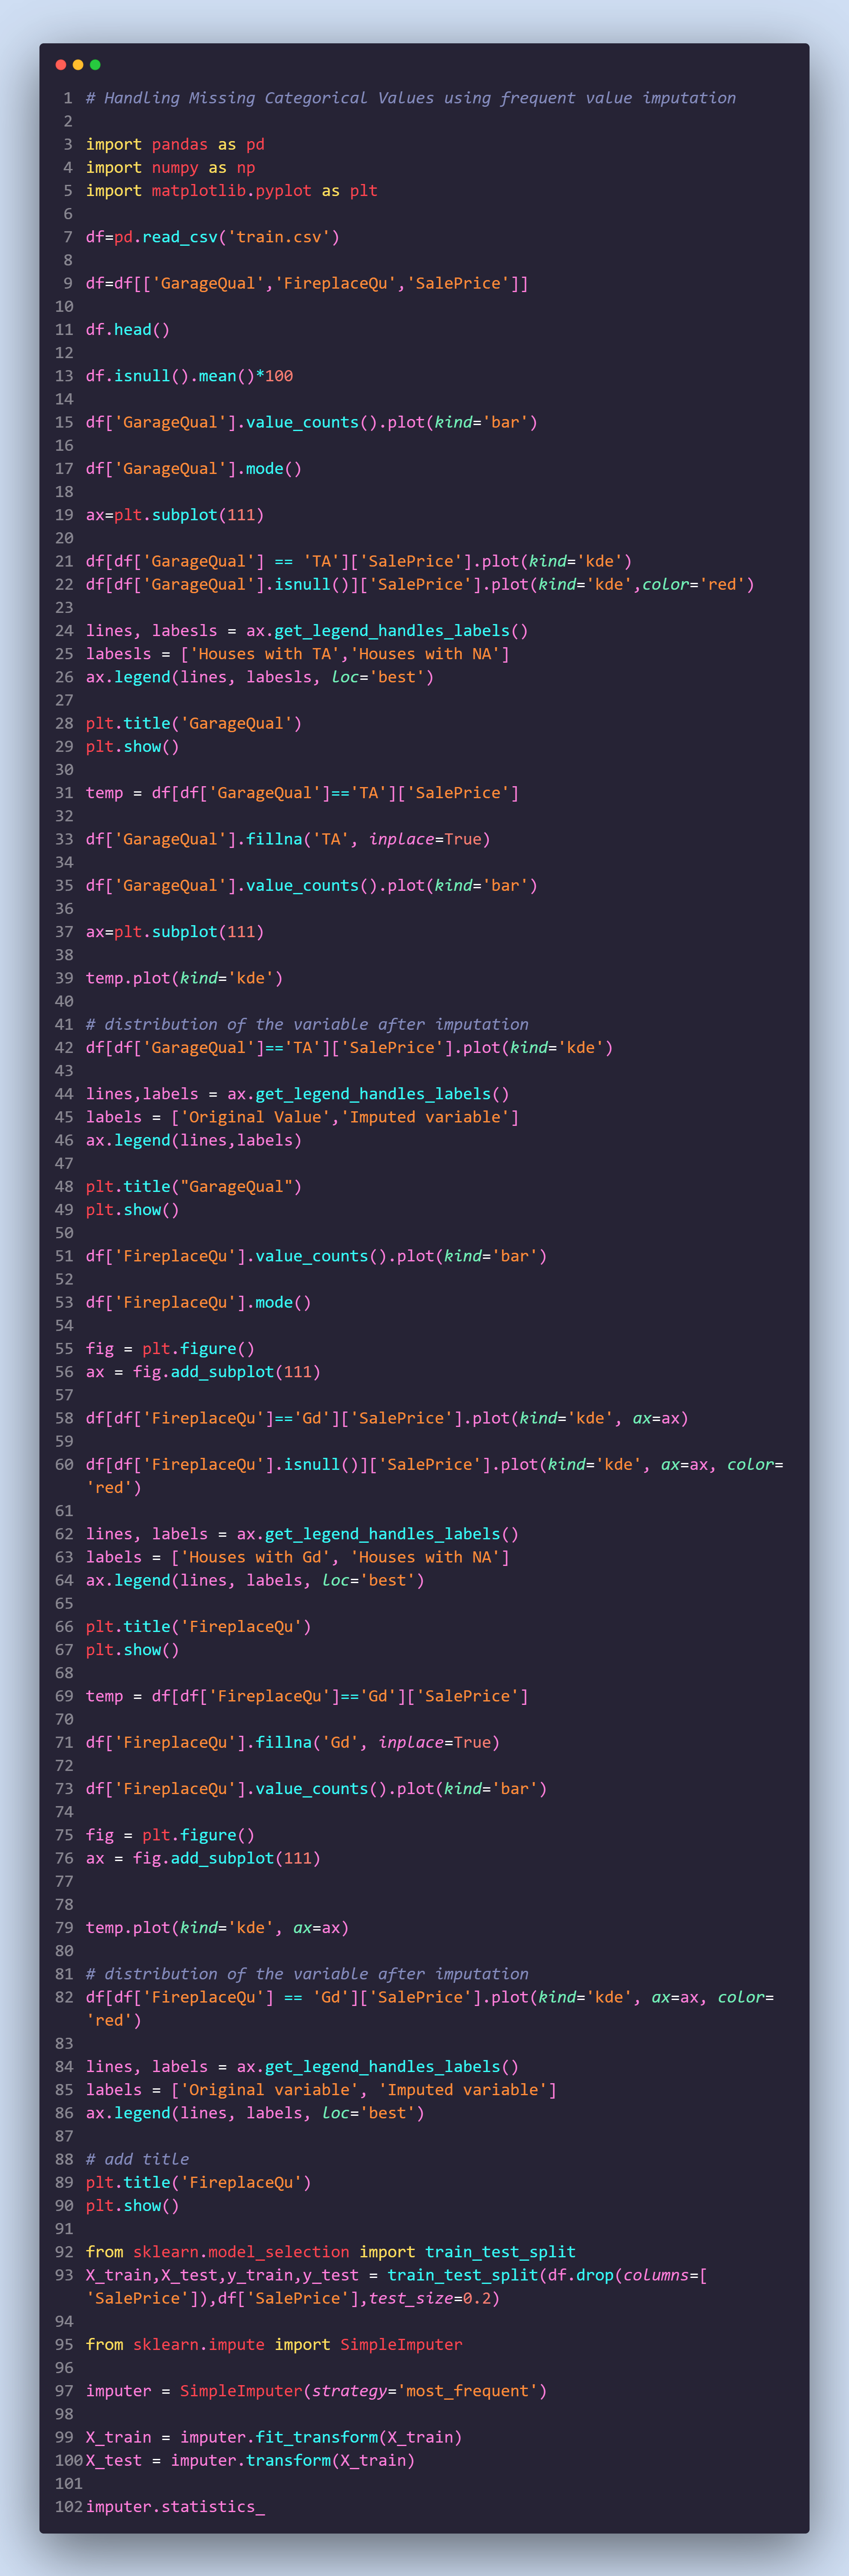 1 # Handling Missing Categorical Values using frequent value imputation
2
3 import pandas as pd
4 import numpy as np
5 import matplotlib.pyplot as plt
6
7 df=pd.read_csv('train.csv')
8
9 df=df[['GarageQual','FireplaceQu','SalePrice']]
10
11 df.head()
12
13 df.isnull().mean()*100
14
15 df['GarageQual'].value_counts().plot(kind='bar')
16
17 df['GarageQual'].mode()
18
19 ax=plt.subplot(111)
20
21 df[df['GarageQual'] == 'TA']['SalePrice'].plot(kind='kde')
22 df[df['GarageQual'].isnull()]['SalePrice'].plot(kind='kde',color='red')
23
24 lines, labesls = ax.get_legend_handles_labels()
25 labesls = ['Houses with TA','Houses with NA']
26 ax.legend(lines, labesls, loc='best')
27
28 plt.title('GarageQual')
29 plt.show()
30
31 temp = df[df['GarageQual']=='TA']['SalePrice']
32
33 df['GarageQual'].fillna('TA', inplace=True)
34
35 df['GarageQual'].value_counts().plot(kind='bar')
36
37 ax=plt.subplot(111)
38
39 temp.plot(kind='kde')
40
41 # distribution of the variable after imputation
42 df[df['GarageQual']=='TA']['SalePrice'].plot(kind='kde')
43
44 lines,labels = ax.get_legend_handles_labels()
45 labels = ['Original Value','Imputed variable']
46 ax.legend(lines,labels)
47
48 plt.title("GarageQual")
49 plt.show()
50
51 df['FireplaceQu'].value_counts().plot(kind='bar')
52
53 df['FireplaceQu'].mode()
54
55 fig = plt.figure()
56 ax = fig.add_subplot(111)
57
58 df[df['FireplaceQu']=='Gd']['SalePrice'].plot(kind='kde', ax=ax)
59
60 df[df['FireplaceQu'].isnull()]['SalePrice'].plot(kind='kde', ax=ax, color=
'red')
61
62 lines, labels = ax.get_legend_handles_labels()
63 labels = ['Houses with Gd', 'Houses with NA']
64 ax.legend(lines, labels, loc='best')
65
66 plt.title('FireplaceQu')
67 plt.show()
68
69 temp = df[df['FireplaceQu']=='Gd']['SalePrice']
70
71 df['FireplaceQu'].fillna('Gd', inplace=True)
72
73 df['FireplaceQu'].value_counts().plot(kind='bar')
74
75 fig = plt.figure()
76 ax = fig.add_subplot(111)
77
78
79 temp.plot(kind='kde', ax=ax)
80
81 # distribution of the variable after imputation
82 df[df['FireplaceQu'] == 'Gd']['SalePrice'].plot(kind='kde', ax=ax, color=
'red')
83
84 lines, labels = ax.get_legend_handles_labels()
85 labels = ['Original variable', 'Imputed variable']
86 ax.legend(lines, labels, loc='best')
87
88 # add title
89 plt.title('FireplaceQu')
90 plt.show()
91
92 from sklearn.model_selection import train_test_split
93 X_train,X_test,y_train,y_test = train_test_split(df.drop(columns=[
'SalePrice']),df['SalePrice'],test_size=0.2)
94
95 from sklearn.impute import SimpleImputer
96
97 imputer = SimpleImputer(strategy='most_frequent')
98
99 X_train = imputer.fit_transform(X_train)
100 X_test = imputer.transform(X_train)
101
102 imputer.statistics_